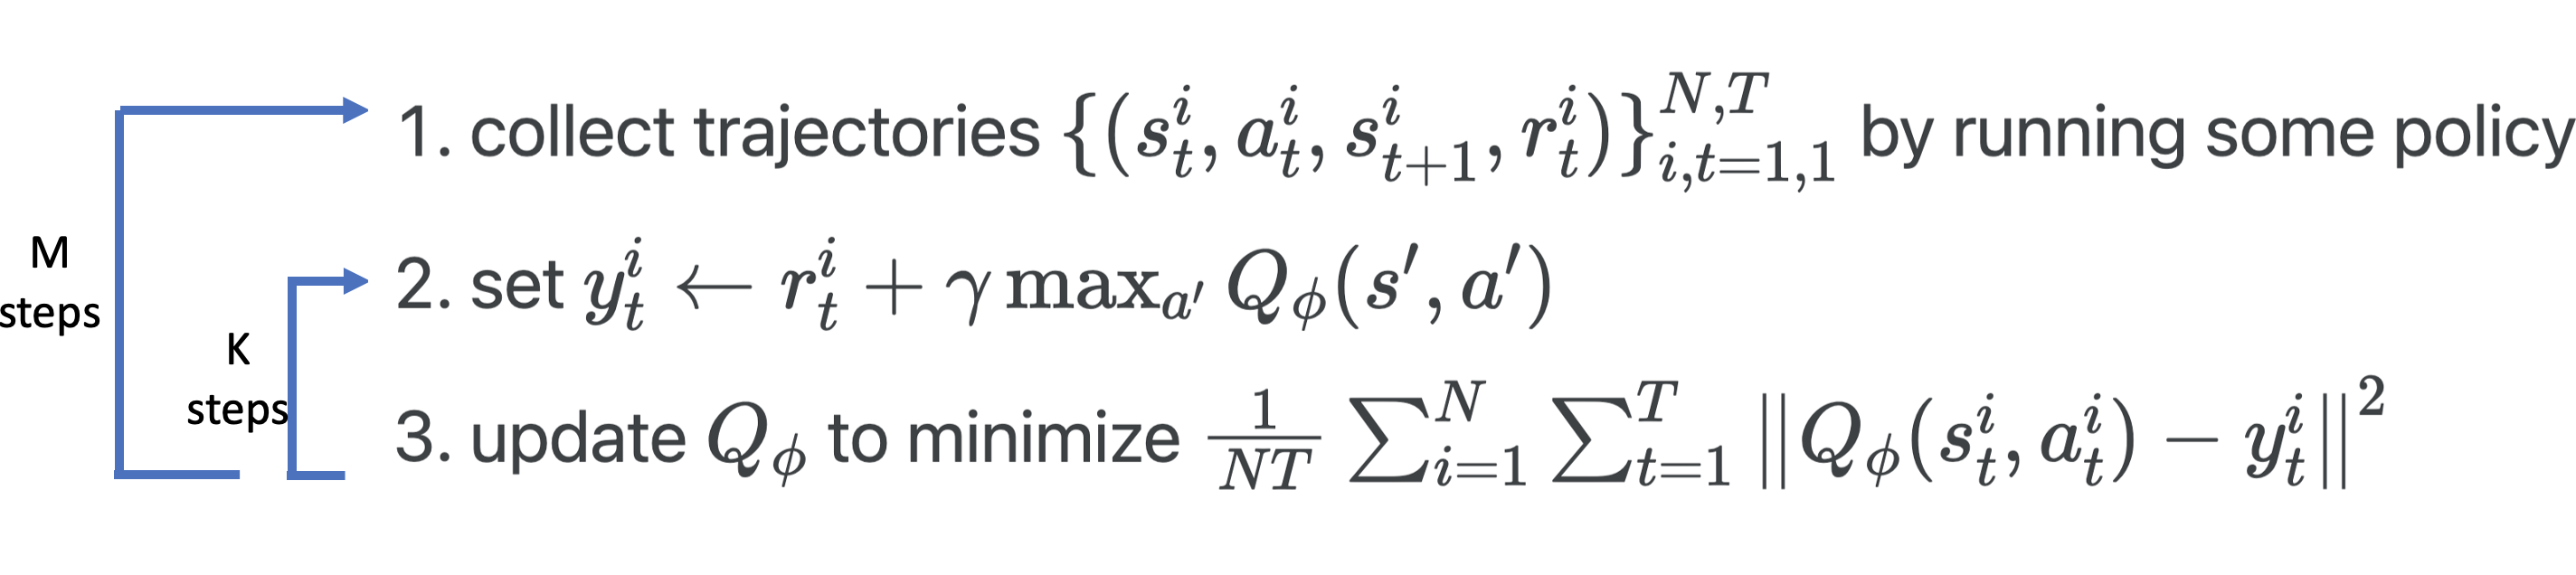 1. collect trajectories {(s_t^i, a_t^i, s_{t+1}^i, r_t^i)}_{i,t=1,1}^{N,T} by running some policy
M
steps
2. set y_t^i ← r_t^i + γ max_{a′} Q_ϕ(s′, a′)
K
steps
3. update Q_ϕ to minimize 1/NT ∑_{i=1}^N ∑_{t=1}^T ‖Q_ϕ(s_t^i, a_t^i) − y_t^i‖^2